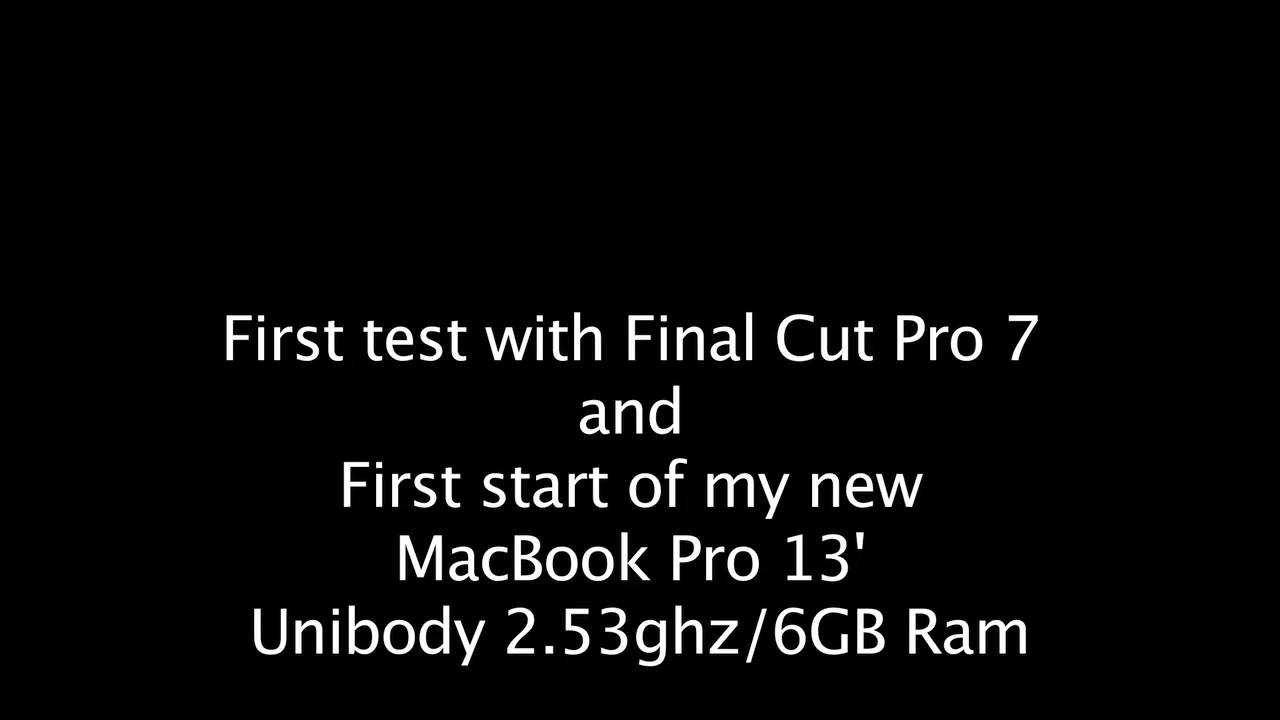 First test with Final Cut Pro 7
and
First start of my new
MacBook Pro 13'
Unibody 2.53ghz/6GB Ram